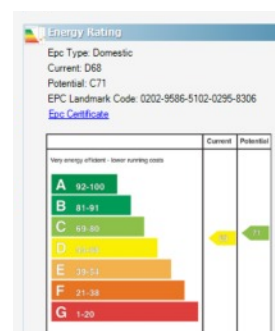 Energy Rating
Epc Type: Domestic
Current: D68
Potential: C71
EPC Landmark Code: 0202-9586-5102-0295-8306
Epc Certificate
Current Potential
Very energy efficient - lower running costs
A 92-100
B 81-91
C 69-80
D
E 39-54
F 21-38
G 1-20
71